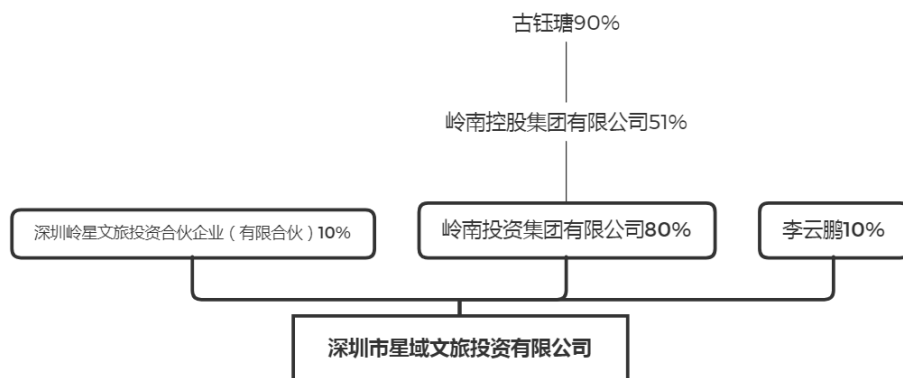 古钰瑭90%
岭南控股集团有限公司51%
深圳岭星文旅投资合伙企业（有限合伙）10%
岭南投资集团有限公司80%
李云鹏10%
深圳市星域文旅投资有限公司